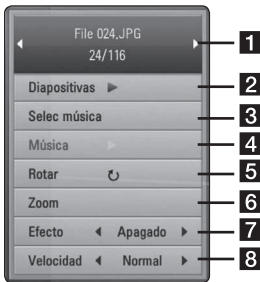 File 024.JPG 1
24/116
Diapositivas 2
Selec música 3
Música 4
Rotar 5
Zoom 6
Efecto Apagado 7
Velocidad Normal 8